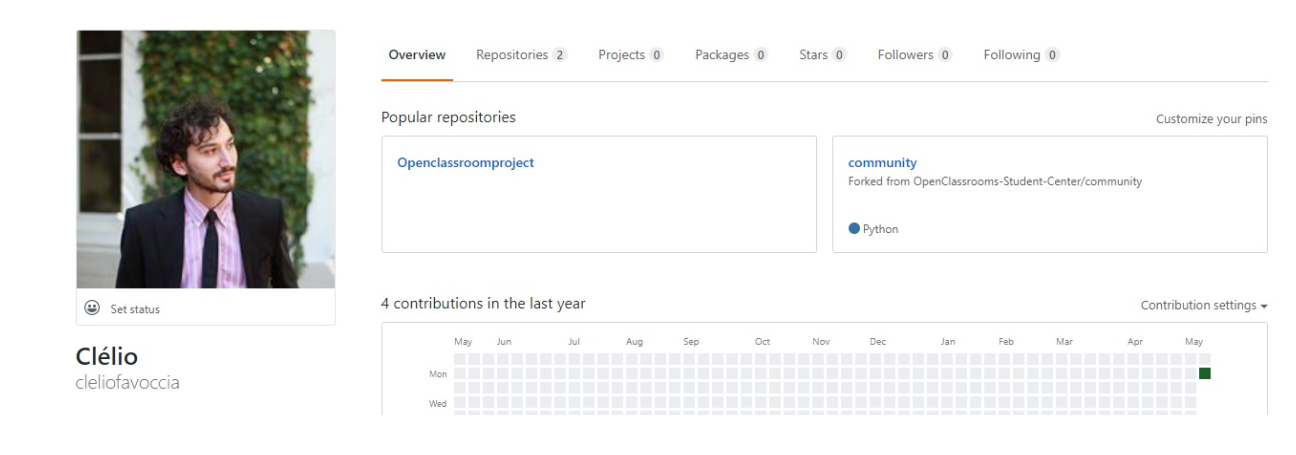 Overview Repositories 2 Projects 0 Packages 0 Stars 0 Followers 0 Following 0
Popular repositories Customize your pins
Openclassroomproject
community
Forked from OpenClassrooms-Student-Center/community
Python
Set status
Clélio
cleliofavoccia
4 contributions in the last year Contribution settings
May Jun Jul Aug Sep Oct Nov Dec Jan Feb Mar Apr May
Mon
Wed